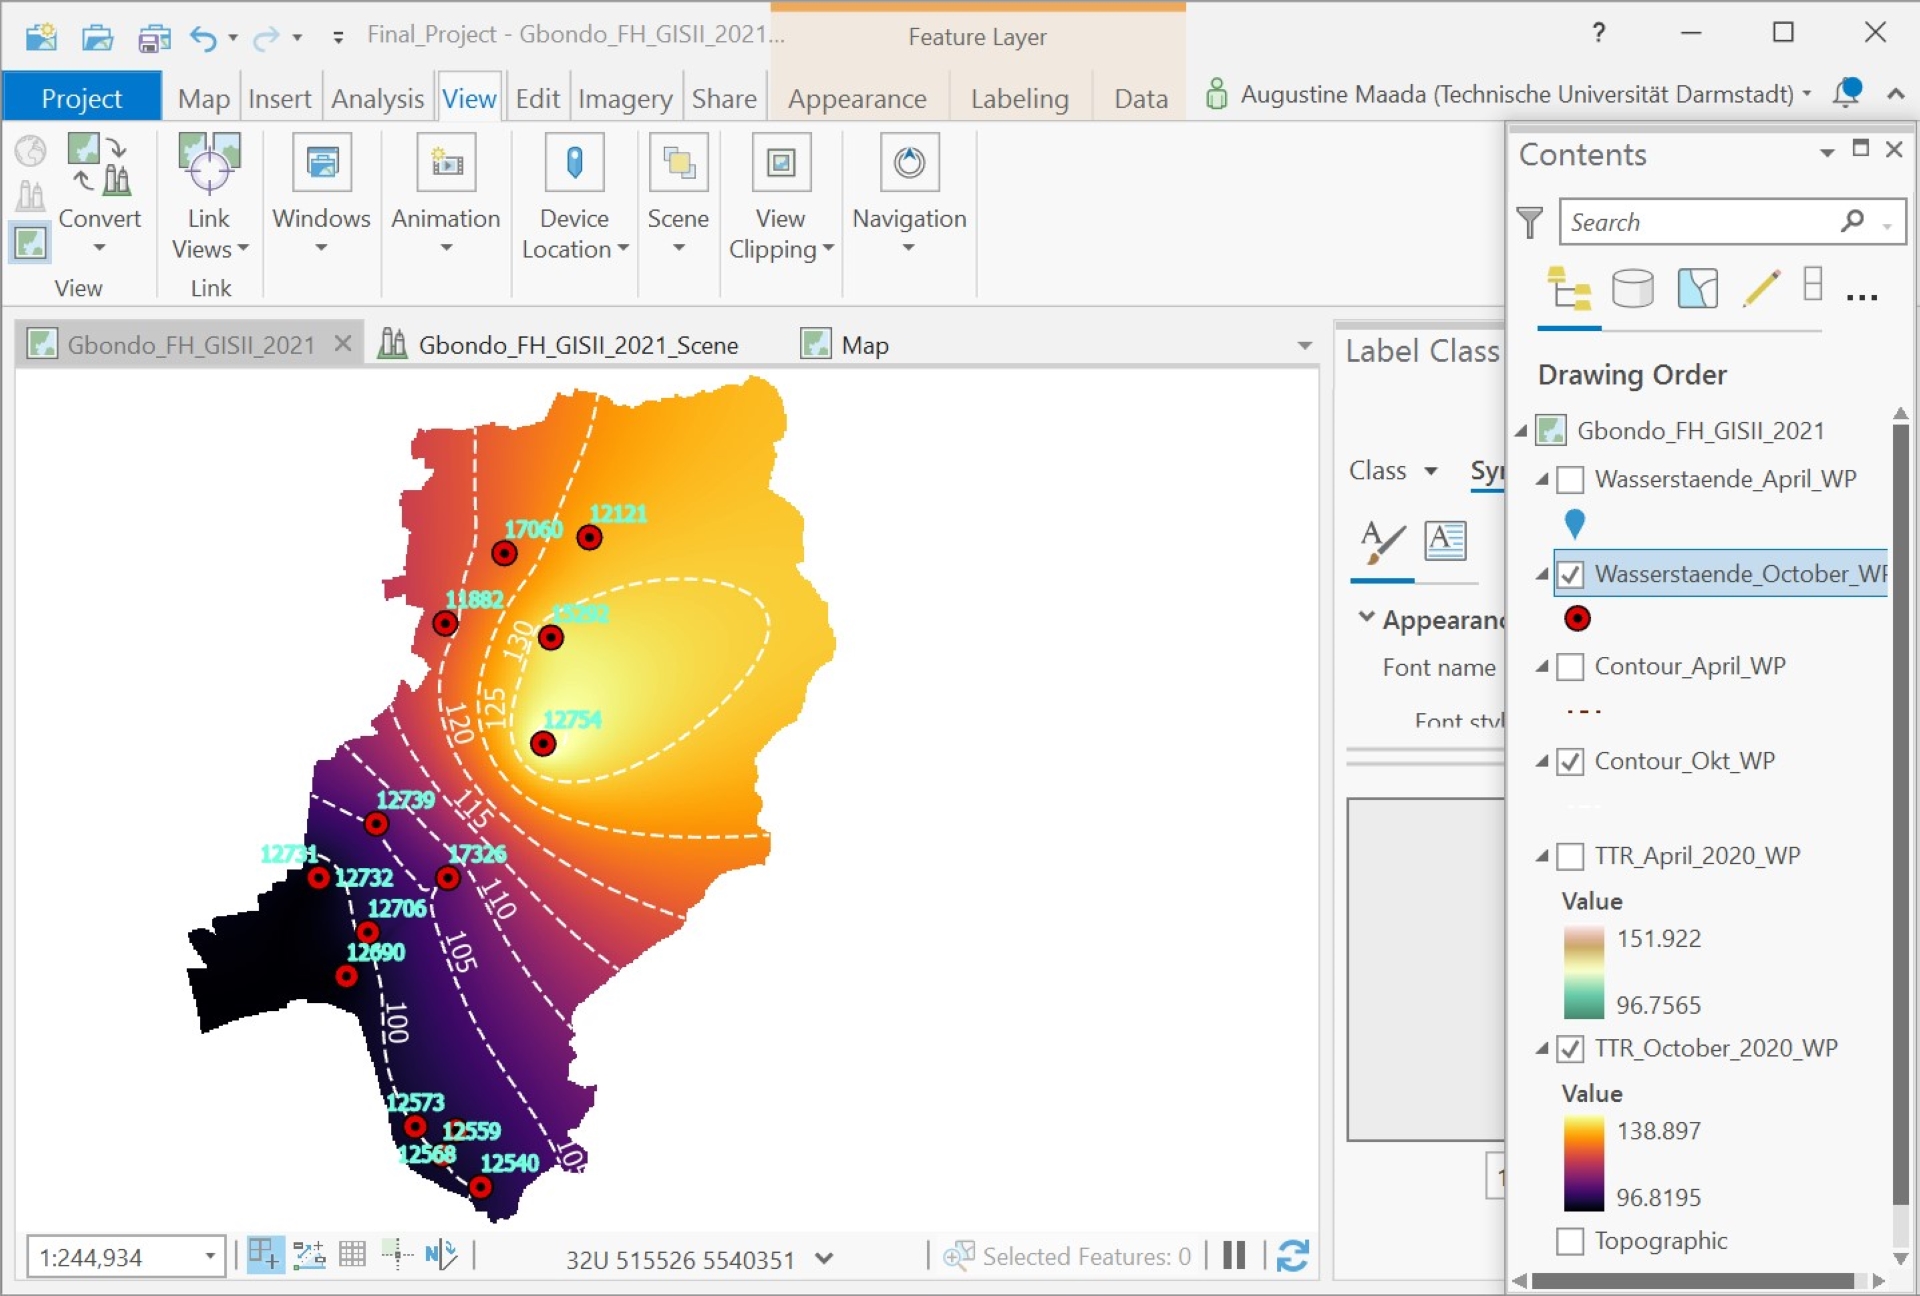 Final_Project - Gbondo_FH_GISII_2021...
Feature Layer
?
Project
Map
Insert
Analysis
View
Edit
Imagery
Share
Appearance
Labeling
Data
Augustine Maada (Technische Universität Darmstadt)
Convert
Link
Views
Windows
Animation
Device
Location
Scene
View
Clipping
Navigation
View
Link
Gbondo_FH_GISII_2021
Gbondo_FH_GISII_2021_Scene
Map
12121
17060
11882
15292
130
125
120
12754
12739
115
12731
12732
17326
110
12706
12690
105
100
12573
12559
12568
12540
105
1:244,934
32U 515526 5540351
Selected Features: 0
Label Class
Class
Syn
Appearanc
Font name
Font styl
1
Contents
Search
...
Drawing Order
Gbondo_FH_GISII_2021
Wasserstaende_April_WP
Wasserstaende_October_WP
Contour_April_WP
Contour_Okt_WP
TTR_April_2020_WP
Value
151.922
96.7565
TTR_October_2020_WP
Value
138.897
96.8195
Topographic